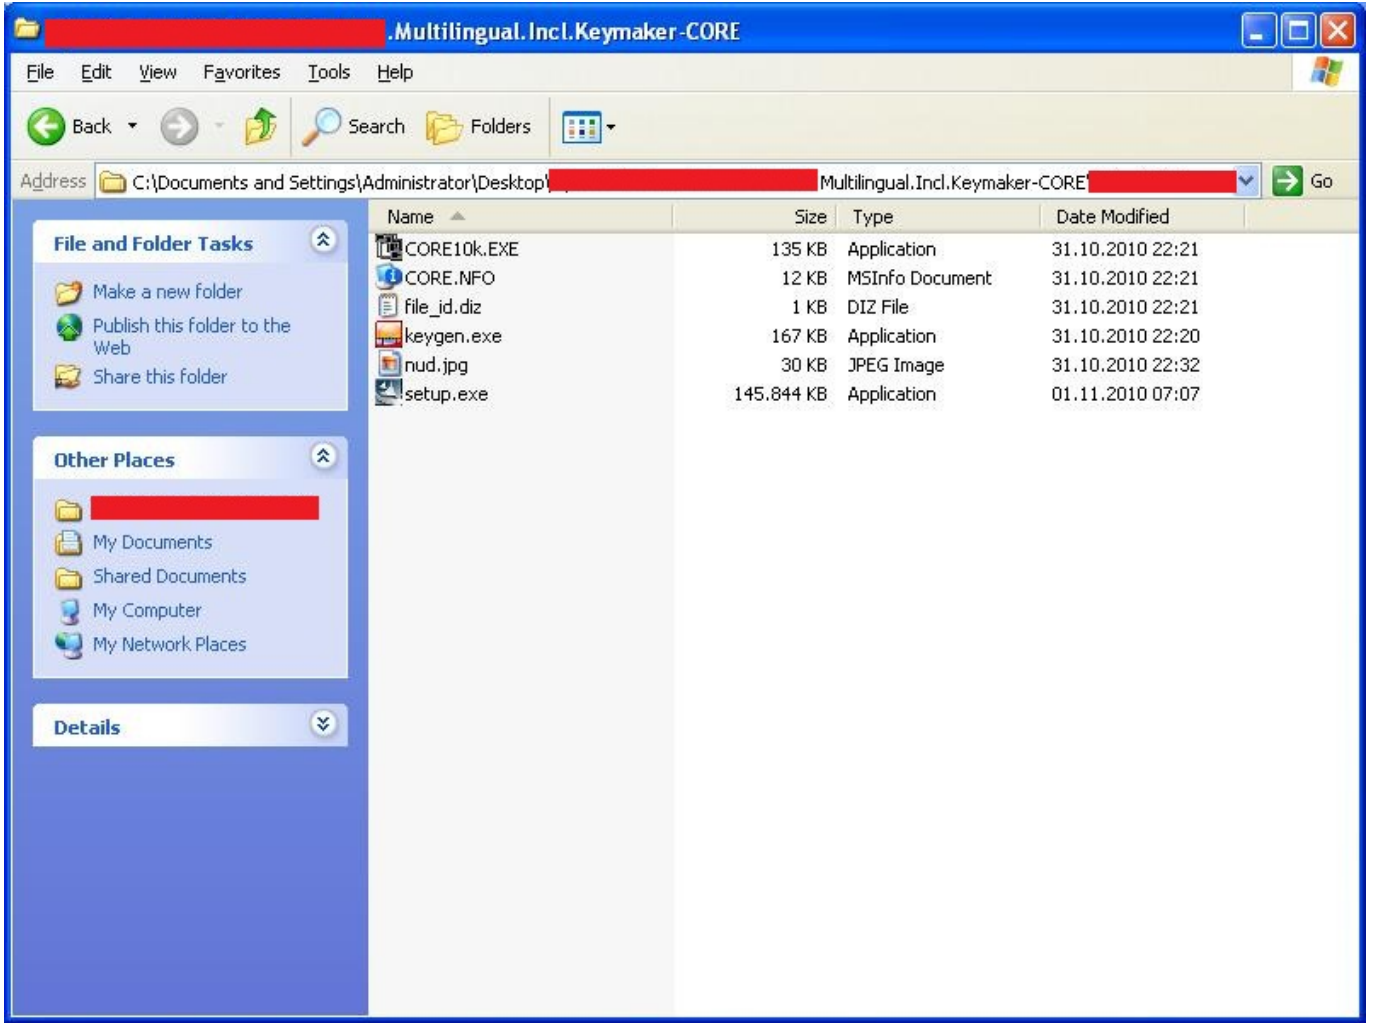 .Multilingual.Incl.Keymaker-CORE
File Edit View Favorites Tools Help
Back Search Folders
Address C:\Documents and Settings\Administrator\Desktop\ Multilingual.Incl.Keymaker-CORE\ Go
Name Size Type Date Modified
File and Folder Tasks
Make a new folder
Publish this folder to the
Web
Share this folder
Other Places
My Documents
Shared Documents
My Computer
My Network Places
Details
CORE10k.EXE 135 KB Application 31.10.2010 22:21
CORE.NFO 12 KB MSInfo Document 31.10.2010 22:21
file_id.diz 1 KB DIZ File 31.10.2010 22:21
keygen.exe 167 KB Application 31.10.2010 22:20
nud.jpg 30 KB JPEG Image 31.10.2010 22:32
setup.exe 145.844 KB Application 01.11.2010 07:07